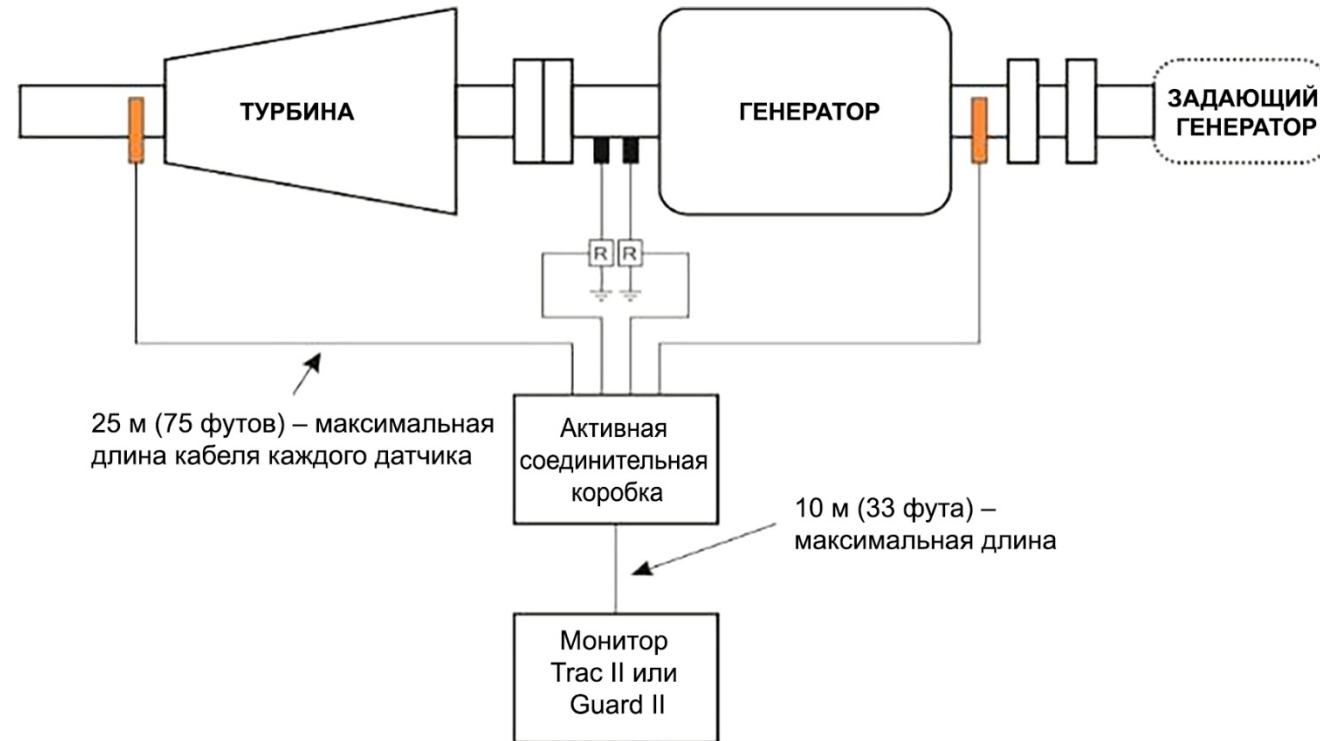 ТУРБИНА
ГЕНЕРАТОР
ЗАДАЮЩИЙ
ГЕНЕРАТОР
R R
25 м (75 футов) – максимальная
длина кабеля каждого датчика
Активная
соединительная
коробка
10 м (33 фута) –
максимальная длина
Монитор
Trac II или
Guard II